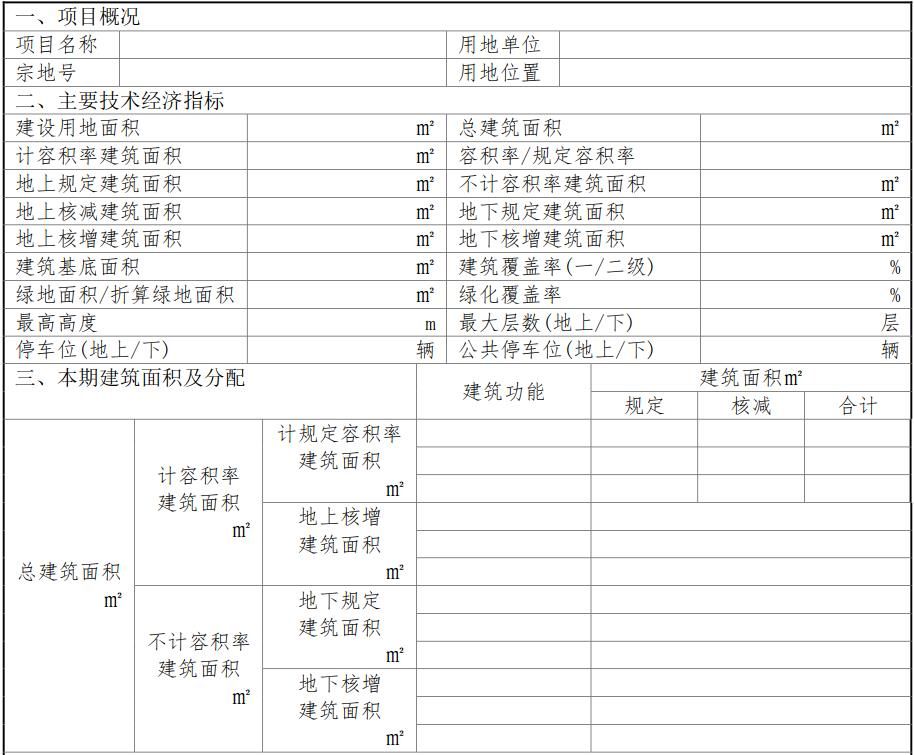 一、项目概况
项目名称 用地单位
宗地号 用地位置
二、主要技术经济指标
建设用地面积 m² 总建筑面积 m²
计容积率建筑面积 m² 容积率/规定容积率
地上规定建筑面积 m² 不计容积率建筑面积 m²
地上核减建筑面积 m² 地下规定建筑面积 m²
地上核增建筑面积 m² 地下核增建筑面积 m²
建筑基底面积 m² 建筑覆盖率(一/二级) %
绿地面积/折算绿地面积 m² 绿化覆盖率 %
最高高度 m 最大层数(地上/下) 层
停车位(地上/下) 辆 公共停车位(地上/下) 辆
三、本期建筑面积及分配
建筑功能
建筑面积m²
规定 核减 合计
总建筑面积
m²
计容积率
建筑面积
m²
计规定容积率
建筑面积
m²
地上核增
建筑面积
m²
不计容积率
建筑面积
m²
地下规定
建筑面积
m²
地下核增
建筑面积
m²